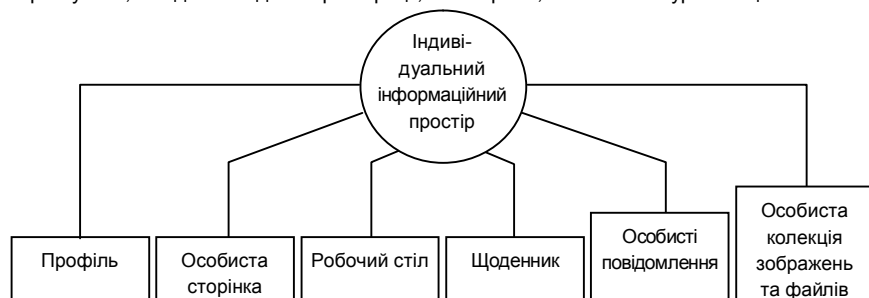 Індиві-
дуальний
інформаційний
простір
Профіль
Особиста
сторінка
Робочий стіл
Щоденник
Особисті
повідомлення
Особиста
колекція
зображень
та файлів